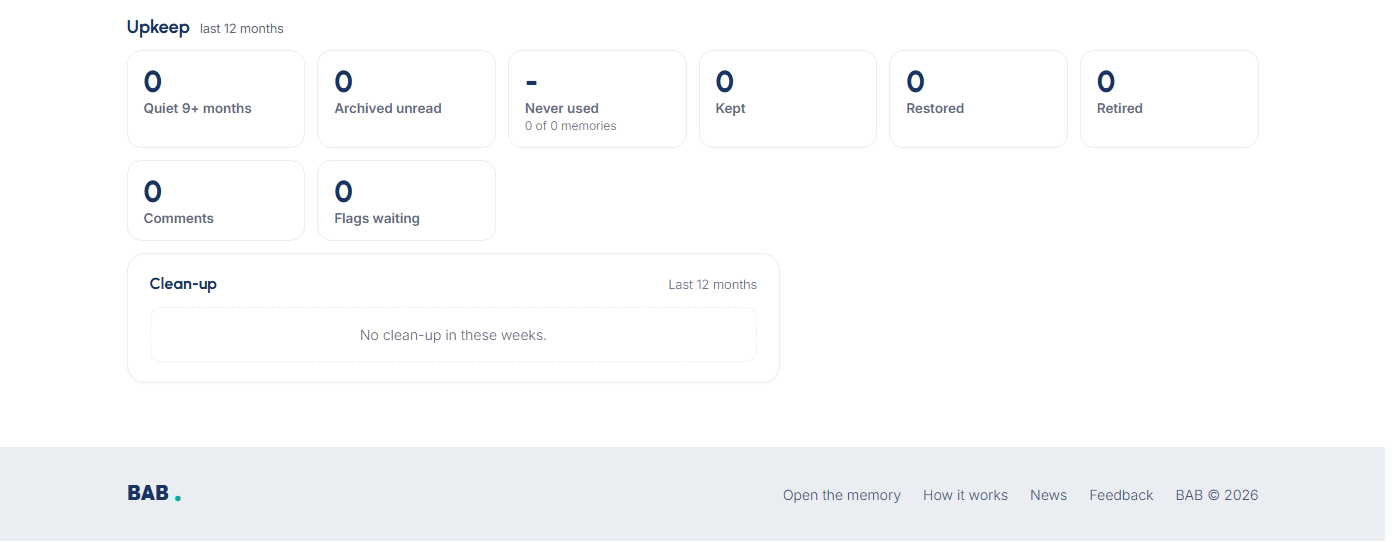 Upkeep last 12 months
0 0 - 0 0 0
Quiet 9+ months Archived unread Never used Kept Restored Retired
0 of 0 memories
0 0
Comments Flags waiting
Clean-up Last 12 months
No clean-up in these weeks.
BAB . Open the memory How it works News Feedback BAB © 2026